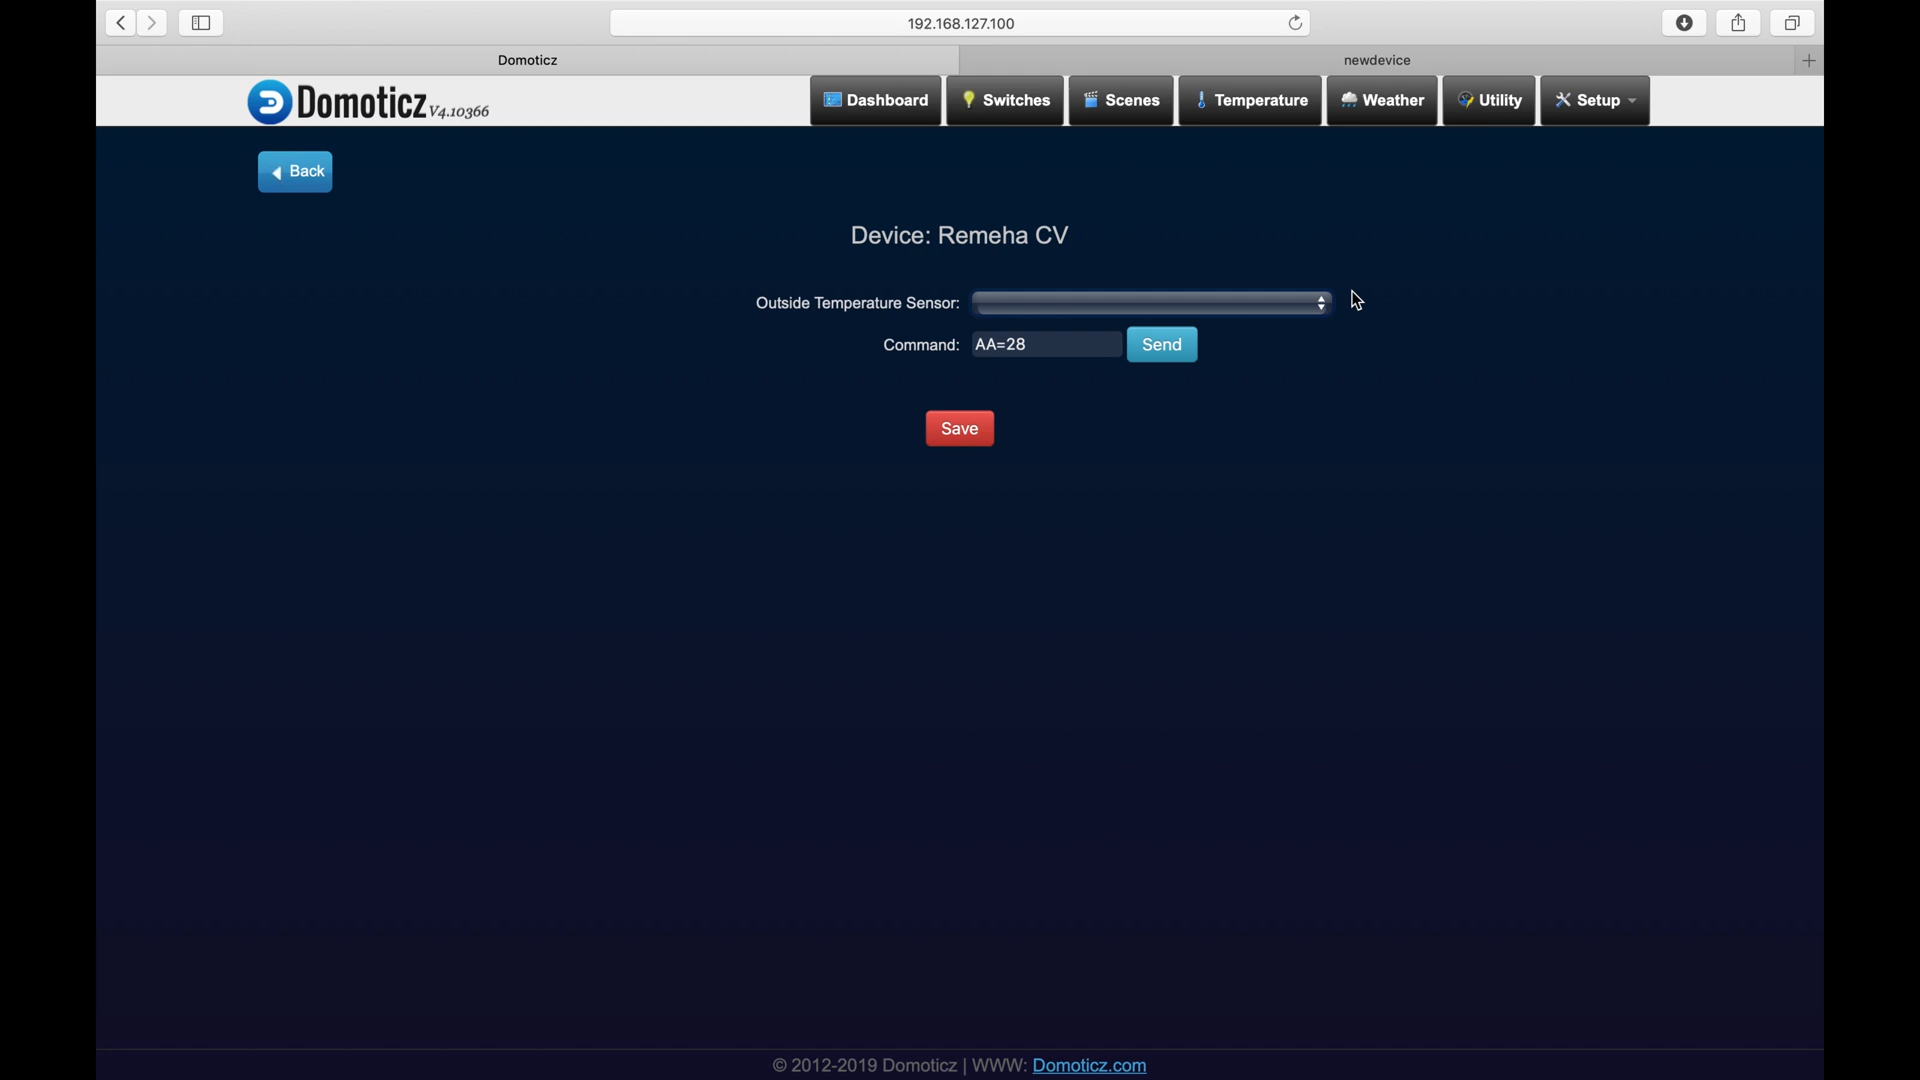 192.168.127.100
Domoticz
newdevice
Domoticz V4.10366
Dashboard
Switches
Scenes
Temperature
Weather
Utility
Setup
Back
Device: Remeha CV
Outside Temperature Sensor:
Command: AA=28 Send
Save
© 2012-2019 Domoticz | WWW: Domoticz.com